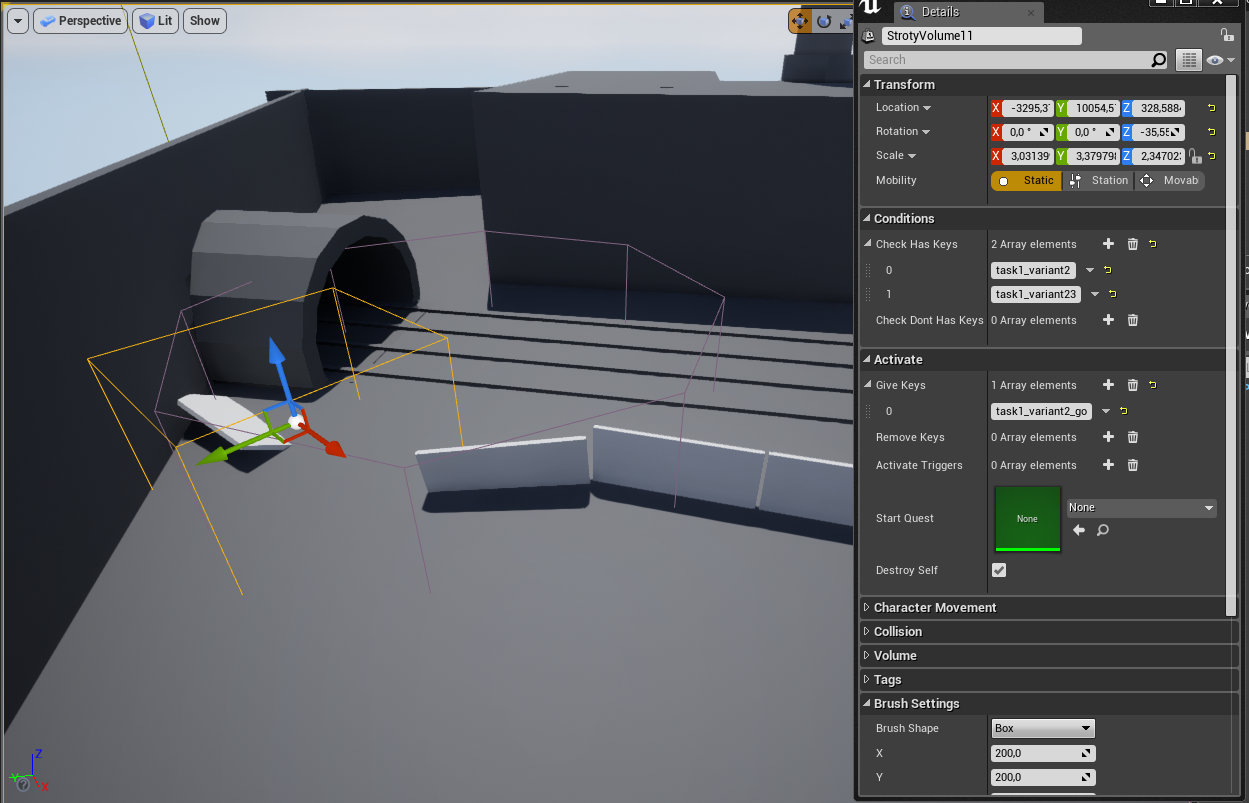 Perspective Lit Show
Details
StrotyVolume11
Search
Transform
Location X -3295,3 Y 10054,5 Z 328,588
Rotation X 0,0 ° Y 0,0 ° Z -35,55
Scale X 3,0313 Y 3,37979 Z 2,34702
Mobility Static Station Movab
Conditions
Check Has Keys 2 Array elements
0 task1_variant2
1 task1_variant23
Check Dont Has Keys 0 Array elements
Activate
Give Keys 1 Array elements
0 task1_variant2_go
Remove Keys 0 Array elements
Activate Triggers 0 Array elements
Start Quest None None
Destroy Self
Character Movement
Collision
Volume
Tags
Brush Settings
Brush Shape Box
X 200,0
Y 200,0
Z
Y X